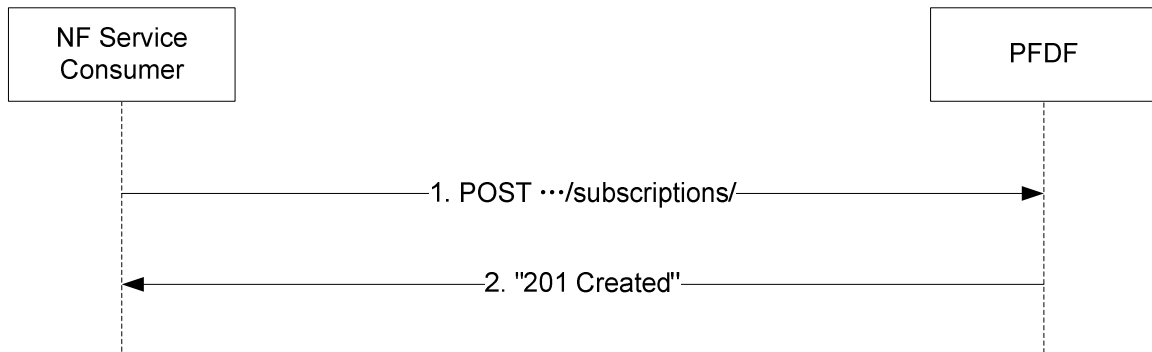 NF Service
Consumer
PFDF
1. POST ···/subscriptions/
2. "201 Created"